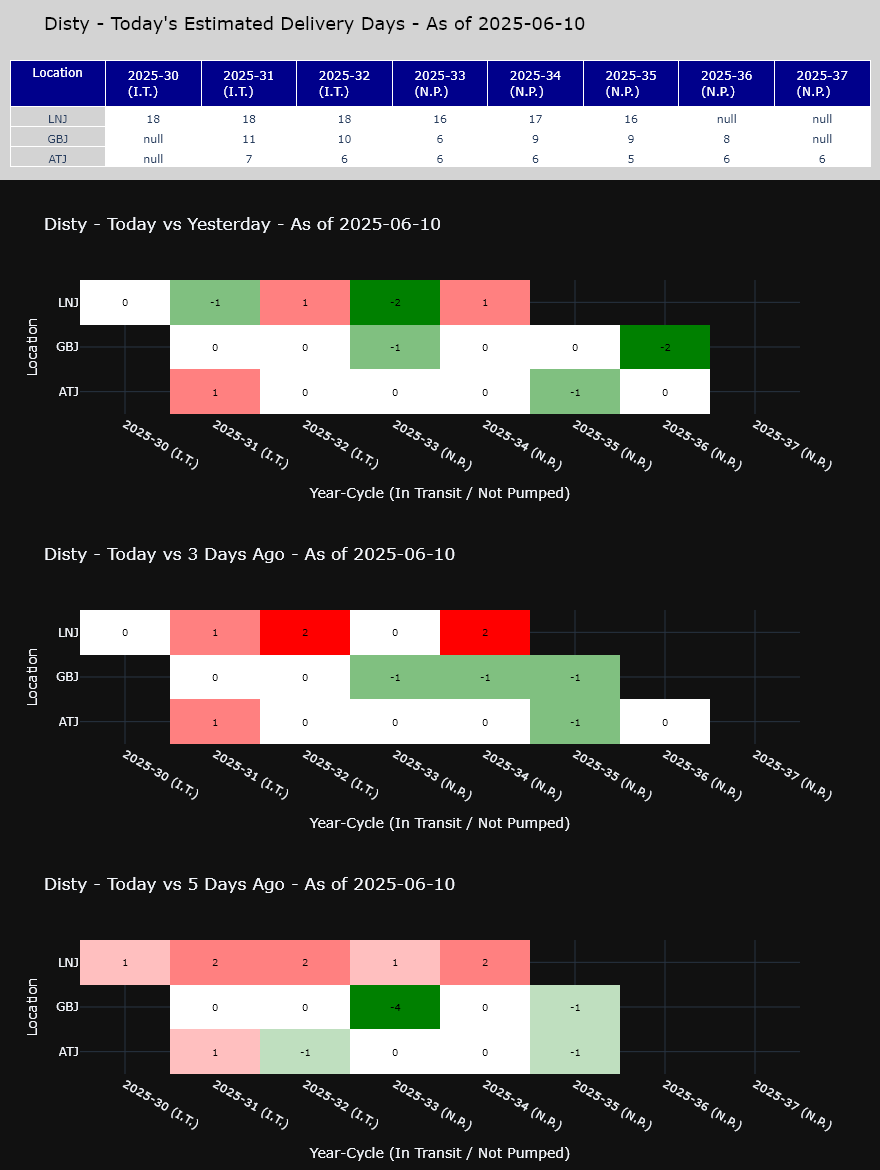 Disty - Today's Estimated Delivery Days - As of 2025-06-10
Location 2025-30 (I.T.) 2025-31 (I.T.) 2025-32 (I.T.) 2025-33 (N.P.) 2025-34 (N.P.) 2025-35 (N.P.) 2025-36 (N.P.) 2025-37 (N.P.)
LNJ 18 18 18 16 17 16 null null
GBJ null 11 10 6 9 9 8 null
ATJ null 7 6 6 6 5 6 6
Disty - Today vs Yesterday - As of 2025-06-10
Location
LNJ 0 -1 1 -2 1
GBJ 0 0 -1 0 0 -2
ATJ 1 0 0 0 -1 0
2025-30 (I.T.) 2025-31 (I.T.) 2025-32 (I.T.) 2025-33 (N.P.) 2025-34 (N.P.) 2025-35 (N.P.) 2025-36 (N.P.) 2025-37 (N.P.)
Year-Cycle (In Transit / Not Pumped)
Disty - Today vs 3 Days Ago - As of 2025-06-10
Location
LNJ 0 1 2 0 2
GBJ 0 0 -1 -1 -1
ATJ 1 0 0 0 -1 0
2025-30 (I.T.) 2025-31 (I.T.) 2025-32 (I.T.) 2025-33 (N.P.) 2025-34 (N.P.) 2025-35 (N.P.) 2025-36 (N.P.) 2025-37 (N.P.)
Year-Cycle (In Transit / Not Pumped)
Disty - Today vs 5 Days Ago - As of 2025-06-10
Location
LNJ 1 2 2 1 2
GBJ 0 0 -4 0 -1
ATJ 1 -1 0 0 -1
2025-30 (I.T.) 2025-31 (I.T.) 2025-32 (I.T.) 2025-33 (N.P.) 2025-34 (N.P.) 2025-35 (N.P.) 2025-36 (N.P.) 2025-37 (N.P.)
Year-Cycle (In Transit / Not Pumped)